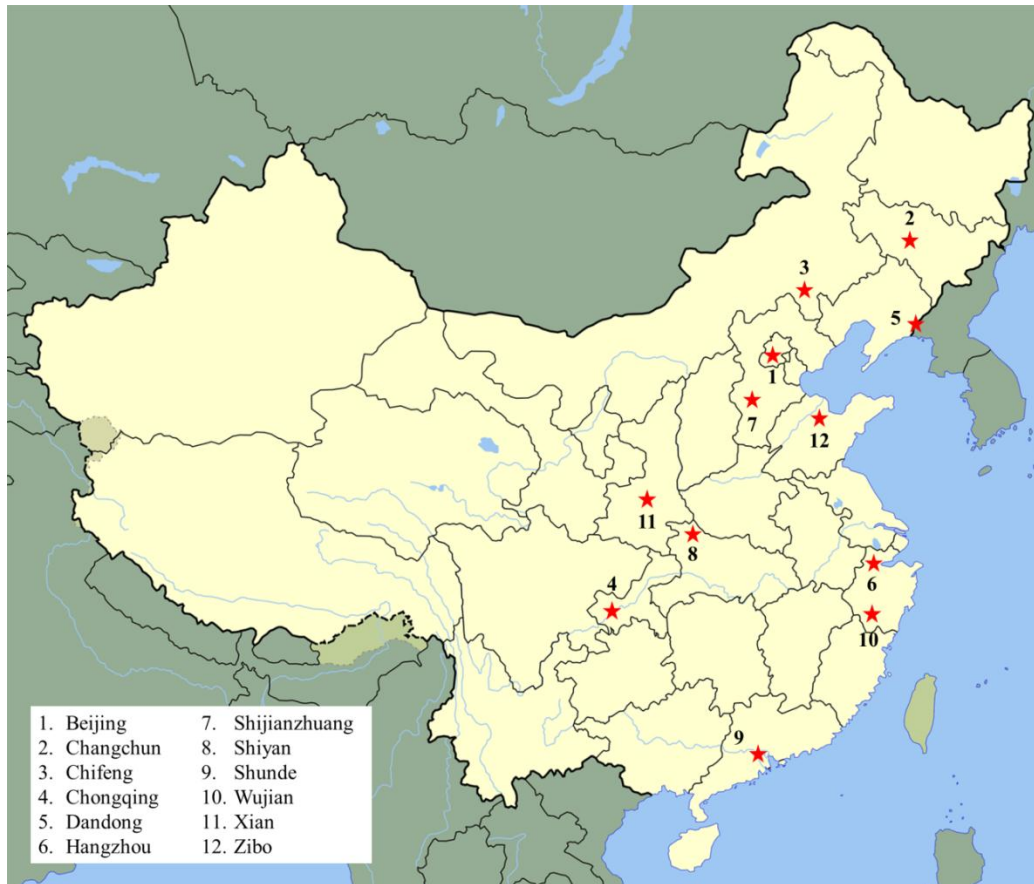 2
3
5
1
7
12
11
8
4
6
10
9
1. Beijing
2. Changchun
3. Chifeng
4. Chongqing
5. Dandong
6. Hangzhou
7. Shijianzhuang
8. Shiyan
9. Shunde
10. Wujian
11. Xian
12. Zibo